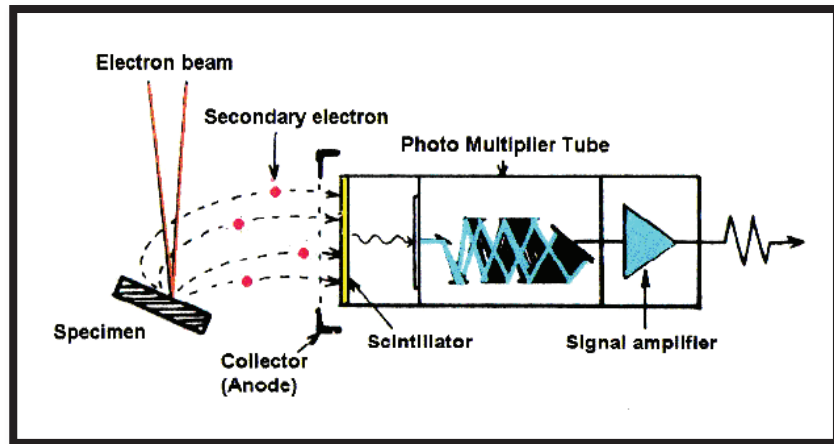 Electron beam
Secondary electron
Photo Multiplier Tube
Specimen
Collector
(Anode)
Scintillator
Signal amplifier